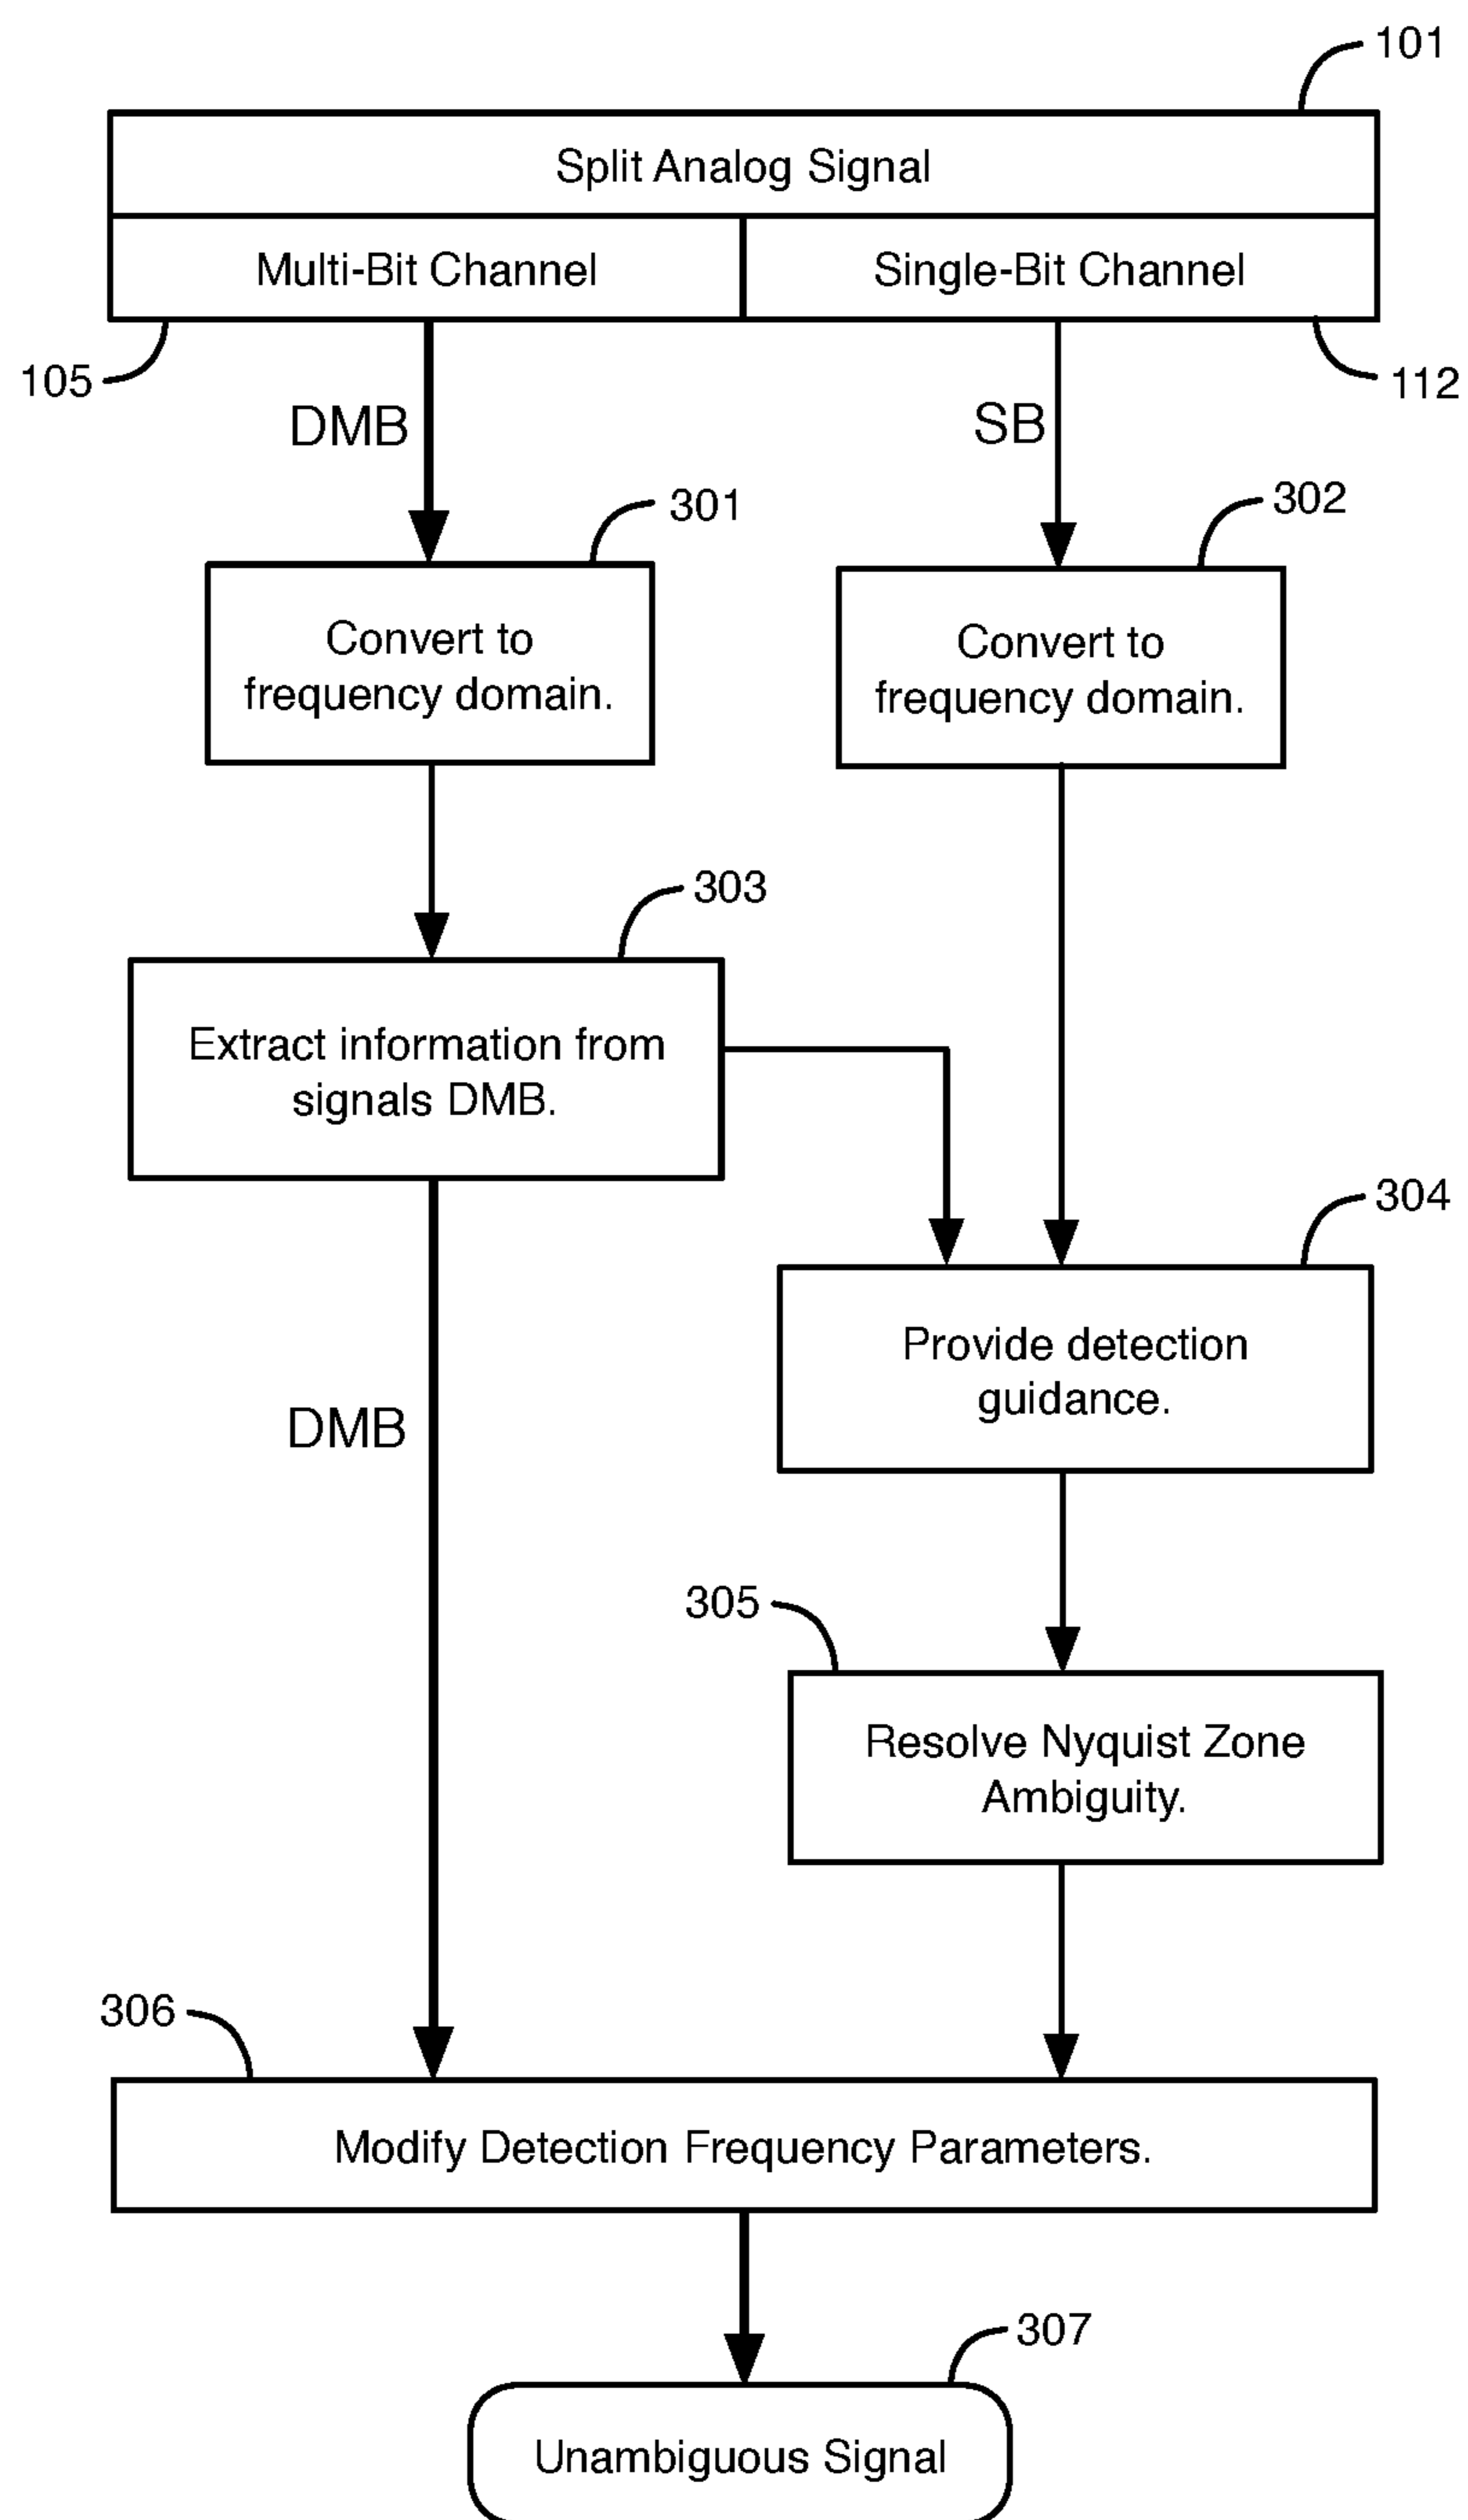 101
Split Analog Signal
Multi-Bit Channel
Single-Bit Channel
105
112
DMB
SB
301
302
Convert to
frequency domain.
Convert to
frequency domain.
303
Extract information from
signals DMB.
304
Provide detection
guidance.
DMB
305
Resolve Nyquist Zone
Ambiguity.
306
Modify Detection Frequency Parameters.
307
Unambiguous Signal